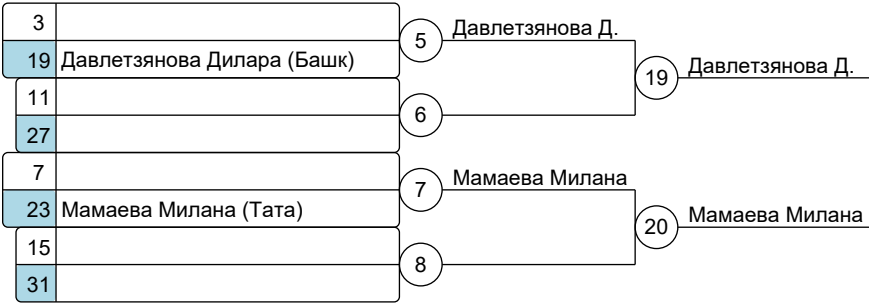 3
5 Давлетзянова Д.
19 Давлетзянова Дилара (Башк)
19 Давлетзянова Д.
11
6
27
7
7 Мамаева Милана
23 Мамаева Милана (Тата)
20 Мамаева Милана
15
8
31